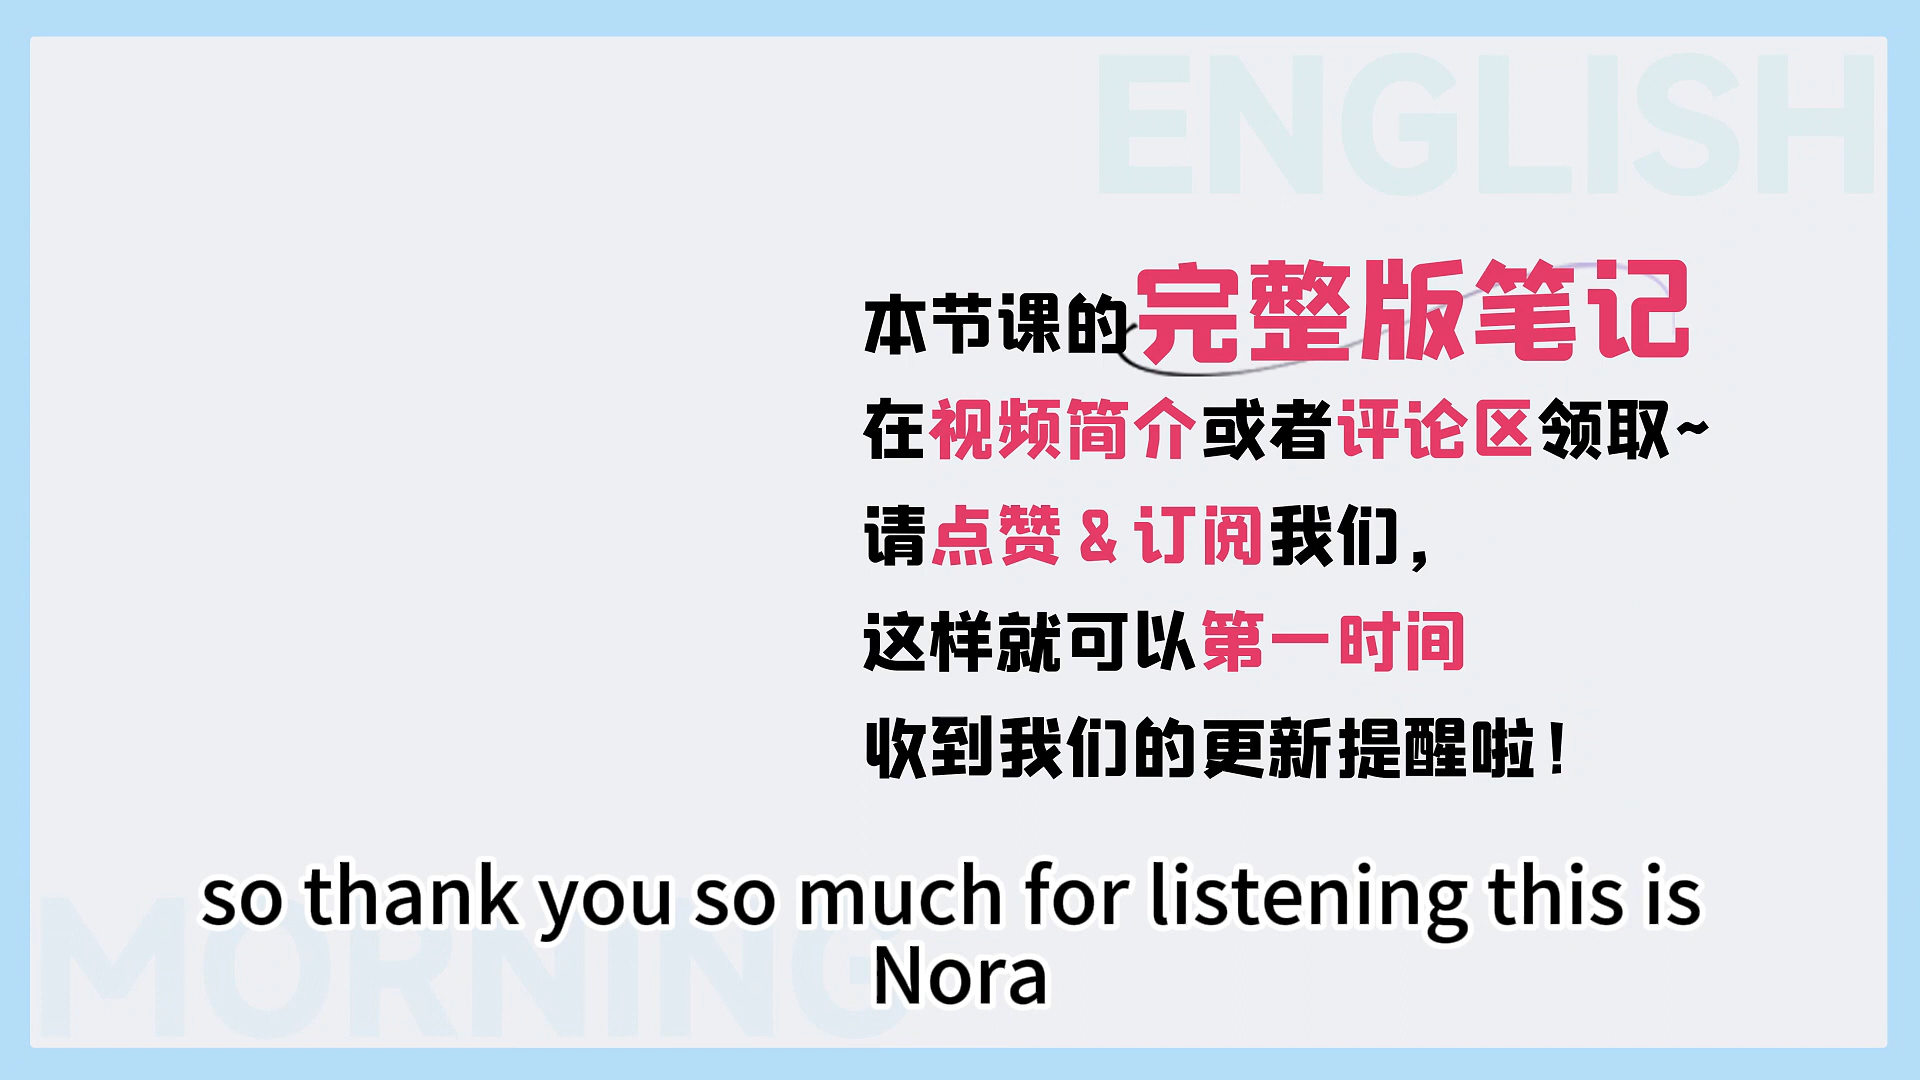 ENGLISH
本节课的完整版笔记
在视频简介或者评论区领取~
请点赞&订阅我们，
这样就可以第一时间
收到我们的更新提醒啦！
so thank you so much for listening this is
Nora
MORNING